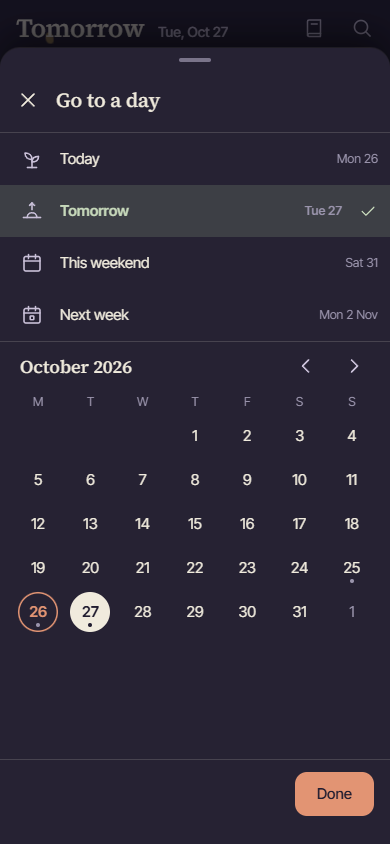 Tomorrow Tue, Oct 27
Go to a day
Today Mon 26
Tomorrow Tue 27
This weekend Sat 31
Next week Mon 2 Nov
October 2026
M T W T F S S
1 2 3 4
5 6 7 8 9 10 11
12 13 14 15 16 17 18
19 20 21 22 23 24 25
26 27 28 29 30 31 1
Done